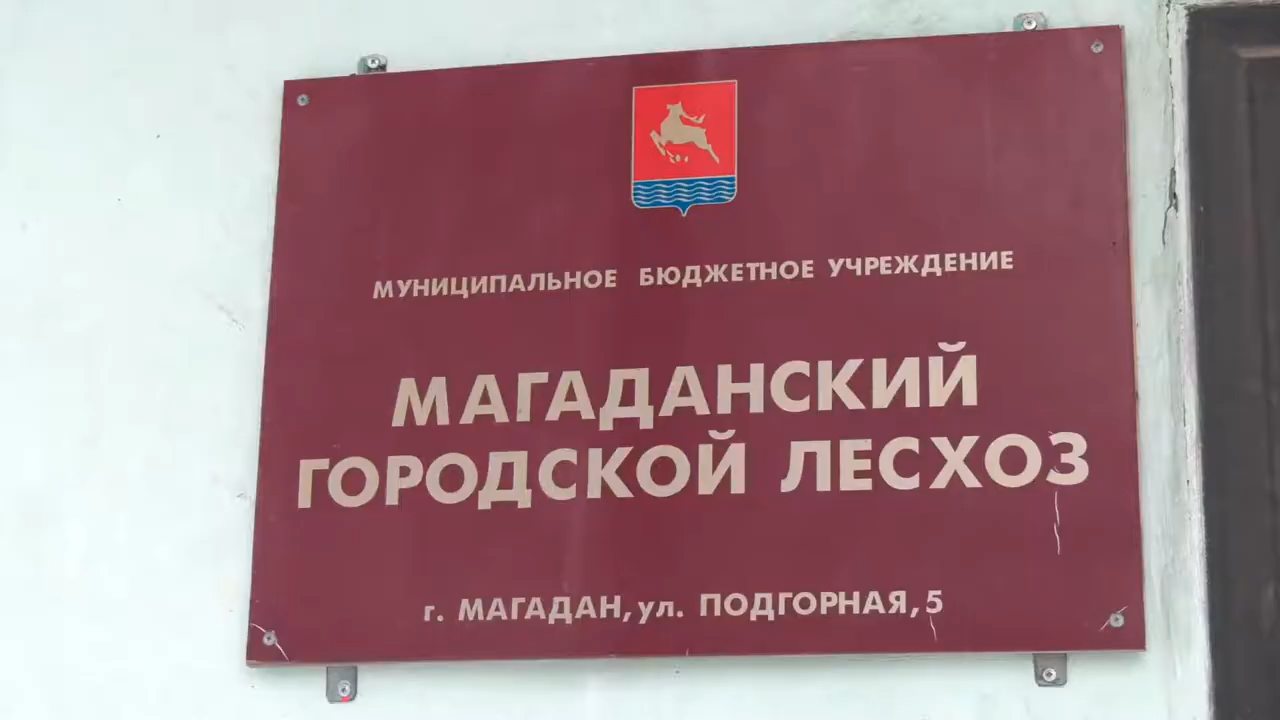 МУНИЦИПАЛЬНОЕ БЮДЖЕТНОЕ УЧРЕЖДЕНИЕ
МАГАДАНСКИЙ
ГОРОДСКОЙ ЛЕСХОЗ
г. МАГАДАН, ул. ПОДГОРНАЯ, 5